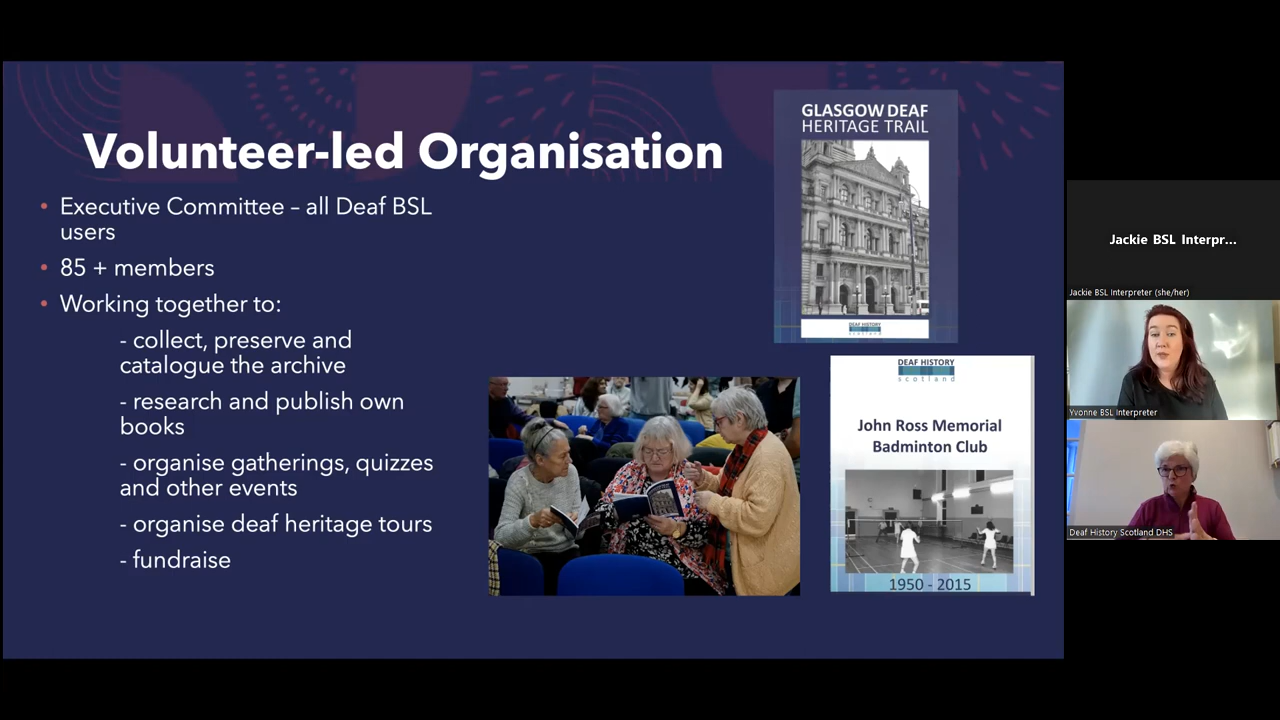 Volunteer-led Organisation
• Executive Committee – all Deaf BSL
users
• 85 + members
• Working together to:
- collect, preserve and
catalogue the archive
- research and publish own
books
- organise gatherings, quizzes
and other events
- organise deaf heritage tours
- fundraise
GLASGOW DEAF
HERITAGE TRAIL
DEAF HISTORY
scotland
DEAF HISTORY
scotland
John Ross Memorial
Badminton Club
1950 - 2015
Jackie BSL Interpr...
Jackie BSL Interpreter (she/her)
Yvonne BSL Interpreter
Deaf History Scotland DHS